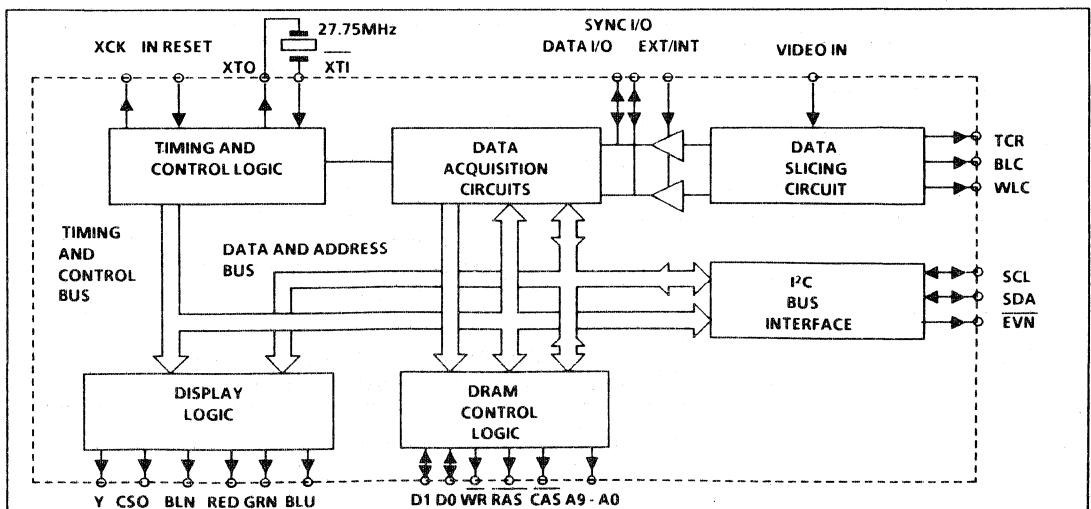 XCK IN RESET
27.75MHz
XTO
XTI
SYNC I/O
DATA I/O EXT/INT
VIDEO IN
TIMING AND
CONTROL LOGIC
DATA
ACQUISITION
CIRCUITS
DATA
SLICING
CIRCUIT
TCR
BLC
WLC
TIMING
AND
CONTROL
BUS
DATA AND ADDRESS
BUS
I²C
BUS
INTERFACE
SCL
SDA
EVN
DISPLAY
LOGIC
DRAM
CONTROL
LOGIC
Y CSO BLN RED GRN BLU
D1 D0 WR RAS CAS A9 - A0